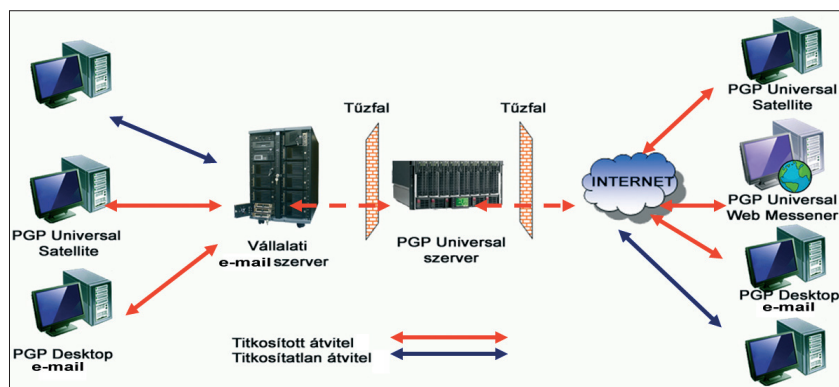 PGP Universal
Satellite
PGP Desktop
e-mail
Vállalati
e-mail szerver
Tűzfal
PGP Universal
szerver
Tűzfal
INTERNET
PGP Universal
Satellite
PGP Universal
Web Messener
PGP Desktop
e-mail
Titkosított átvitel
Titkosítatlan átvitel